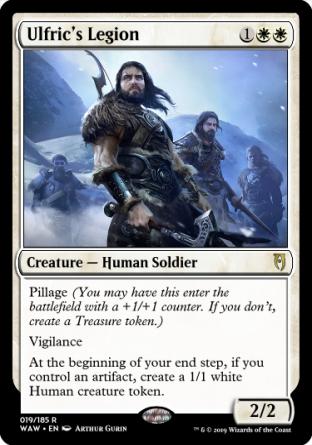 Ulfric's Legion 1
Creature — Human Soldier
Pillage (You may have this enter the
battlefield with a +1/+1 counter. If you don't,
create a Treasure token.)
Vigilance
At the beginning of your end step, if you
control an artifact, create a 1/1 white
Human creature token.
2/2
019/185 R
WAW • EN ARTHUR GURIN
™ & © 2019 Wizards of the Coast